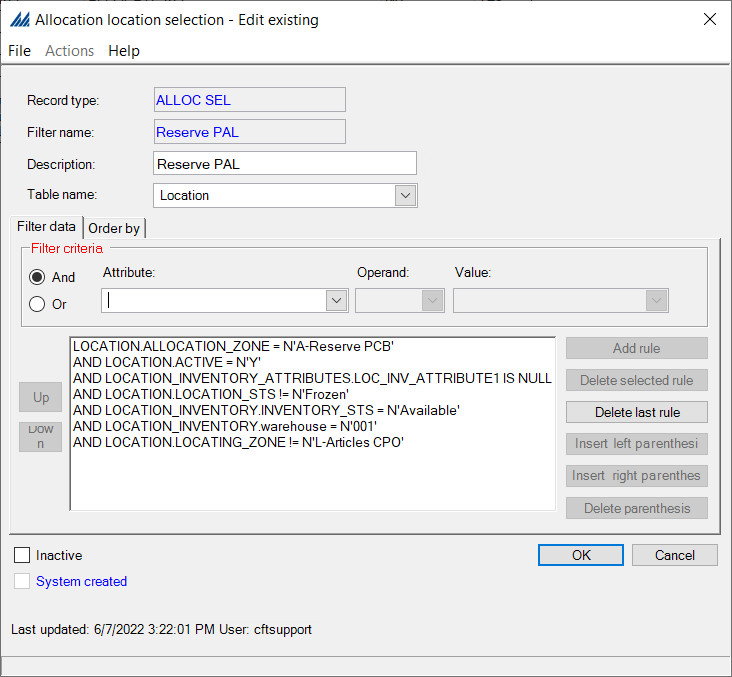 Allocation location selection - Edit existing
File Actions Help
Record type: ALLOC SEL
Filter name: Reserve PAL
Description: Reserve PAL
Table name: Location
Filter data Order by
Filter criteria
And Attribute: Operand: Value:
Or
LOCATION.ALLOCATION_ZONE = N'A-Reserve PCB'
AND LOCATION.ACTIVE = N'Y'
AND LOCATION_INVENTORY_ATTRIBUTES.LOC_INV_ATTRIBUTE1 IS NULL
AND LOCATION.LOCATION_STS != N'Frozen'
AND LOCATION_INVENTORY.INVENTORY_STS = N'Available'
AND LOCATION_INVENTORY.warehouse = N'001'
AND LOCATION.LOCATING_ZONE != N'L-Articles CPO'
Up
Dow
n
Add rule
Delete selected rule
Delete last rule
Insert left parenthesi
Insert right parenthes
Delete parenthesis
Inactive
OK Cancel
System created
Last updated: 6/7/2022 3:22:01 PM User: cftsupport